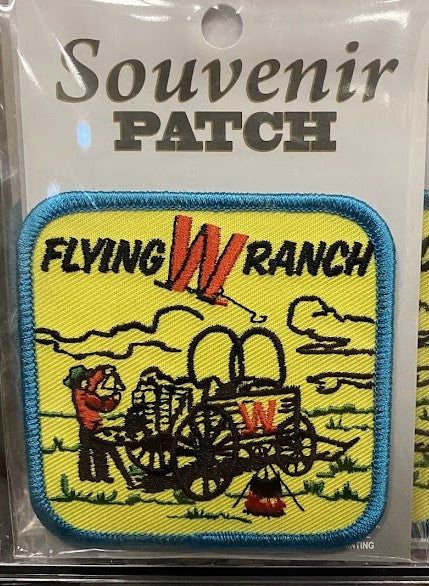 Souvenir
PATCH
FLYING W RANCH
W